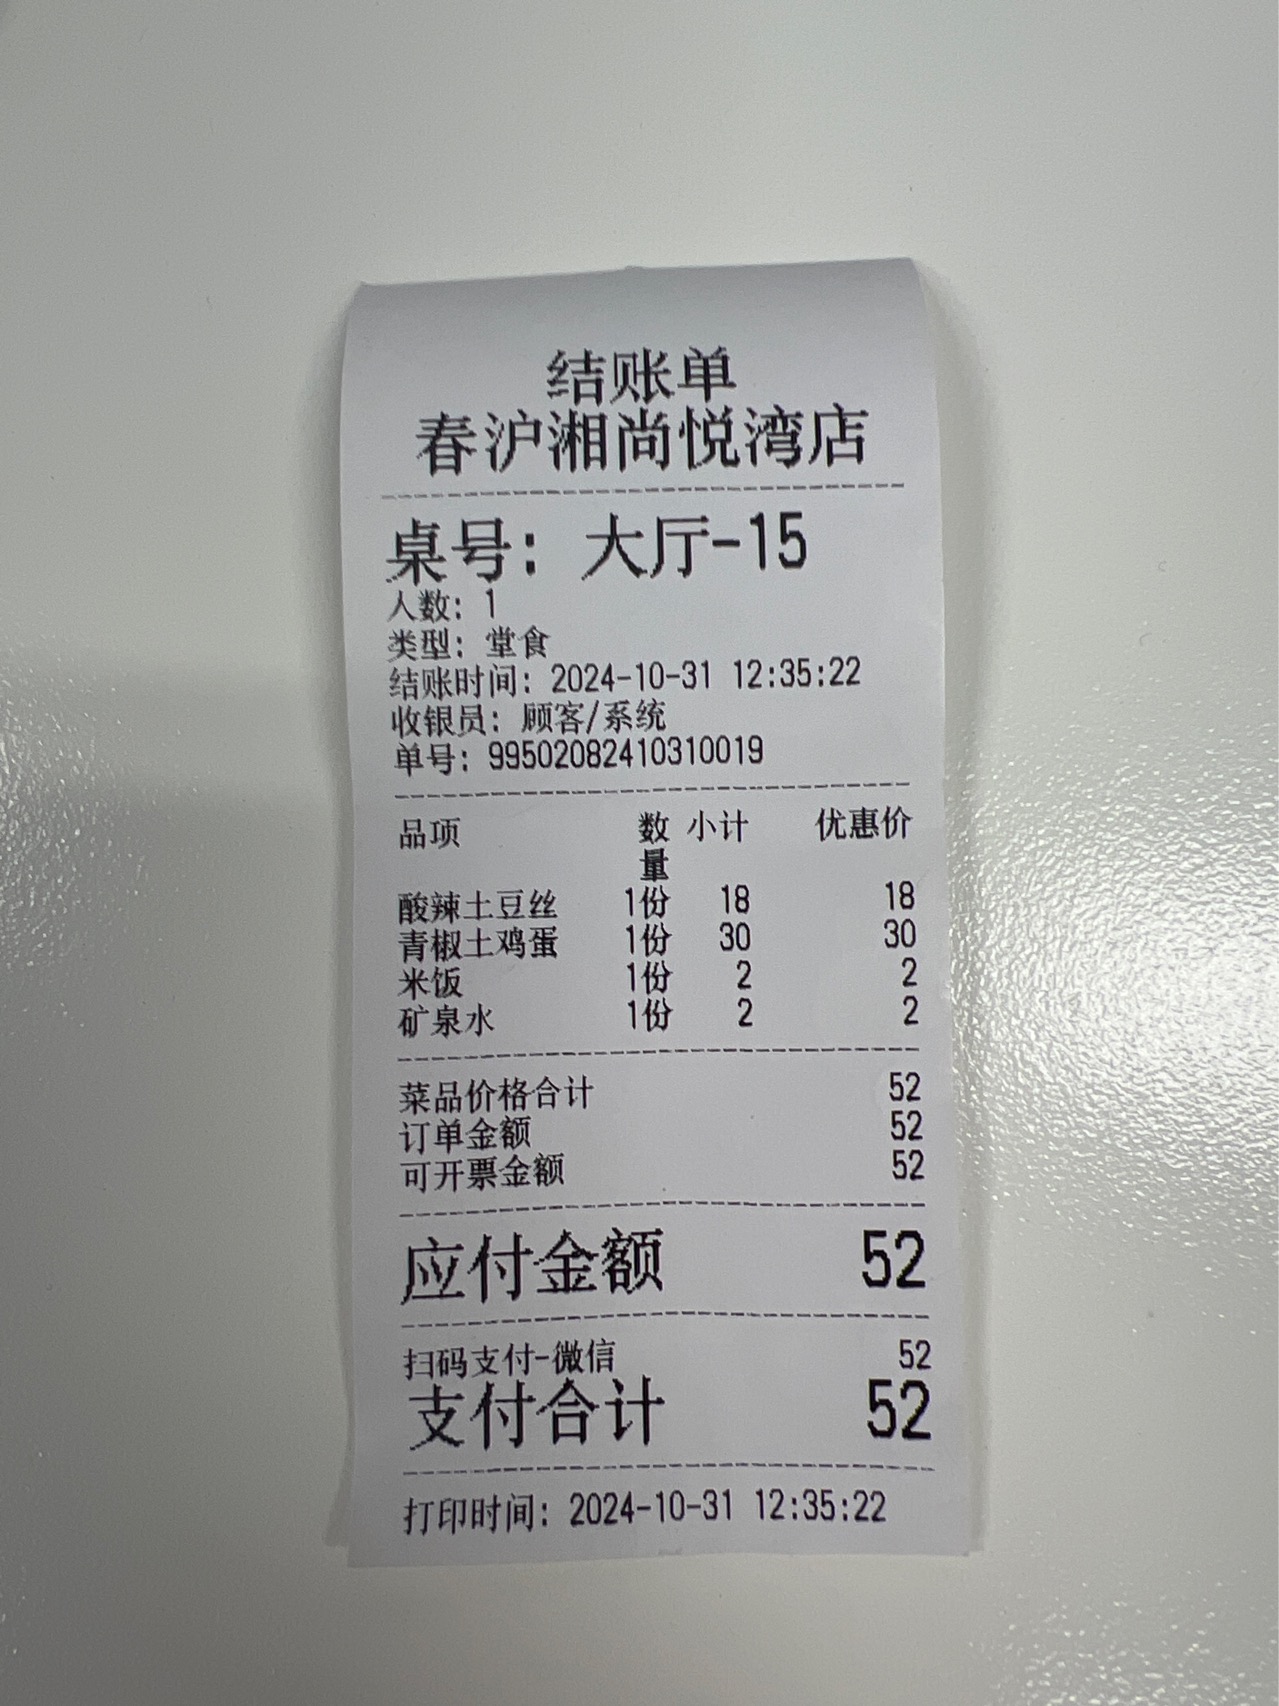 结账单
春沪湘尚悦湾店
桌号：大厅-15
人数：1
类型：堂食
结账时间：2024-10-31 12:35:22
收银员：顾客/系统
单号：99502082410310019
品项 数量 小计 优惠价
酸辣土豆丝 1份 18 18
青椒土鸡蛋 1份 30 30
米饭 1份 2 2
矿泉水 1份 2 2
菜品价格合计 52
订单金额 52
可开票金额 52
应付金额 52
扫码支付-微信 52
支付合计 52
打印时间：2024-10-31 12:35:22